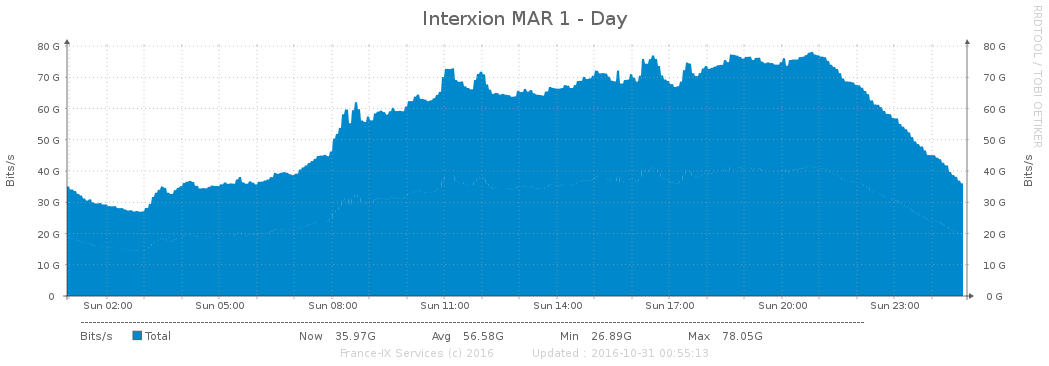 Interxion MAR 1 - Day
RRDTOOL / TOBI OETIKER
Bits/s
80 G 80 G
70 G 70 G
60 G 60 G
50 G 50 G
40 G 40 G
30 G 30 G
20 G 20 G
10 G 10 G
0 0 G
Bits/s
Sun 02:00 Sun 05:00 Sun 08:00 Sun 11:00 Sun 14:00 Sun 17:00 Sun 20:00 Sun 23:00
Bits/s Total Now 35.97G Avg 56.58G Min 26.89G Max 78.05G
France-IX Services (c) 2016 Updated : 2016-10-31 00:55:13